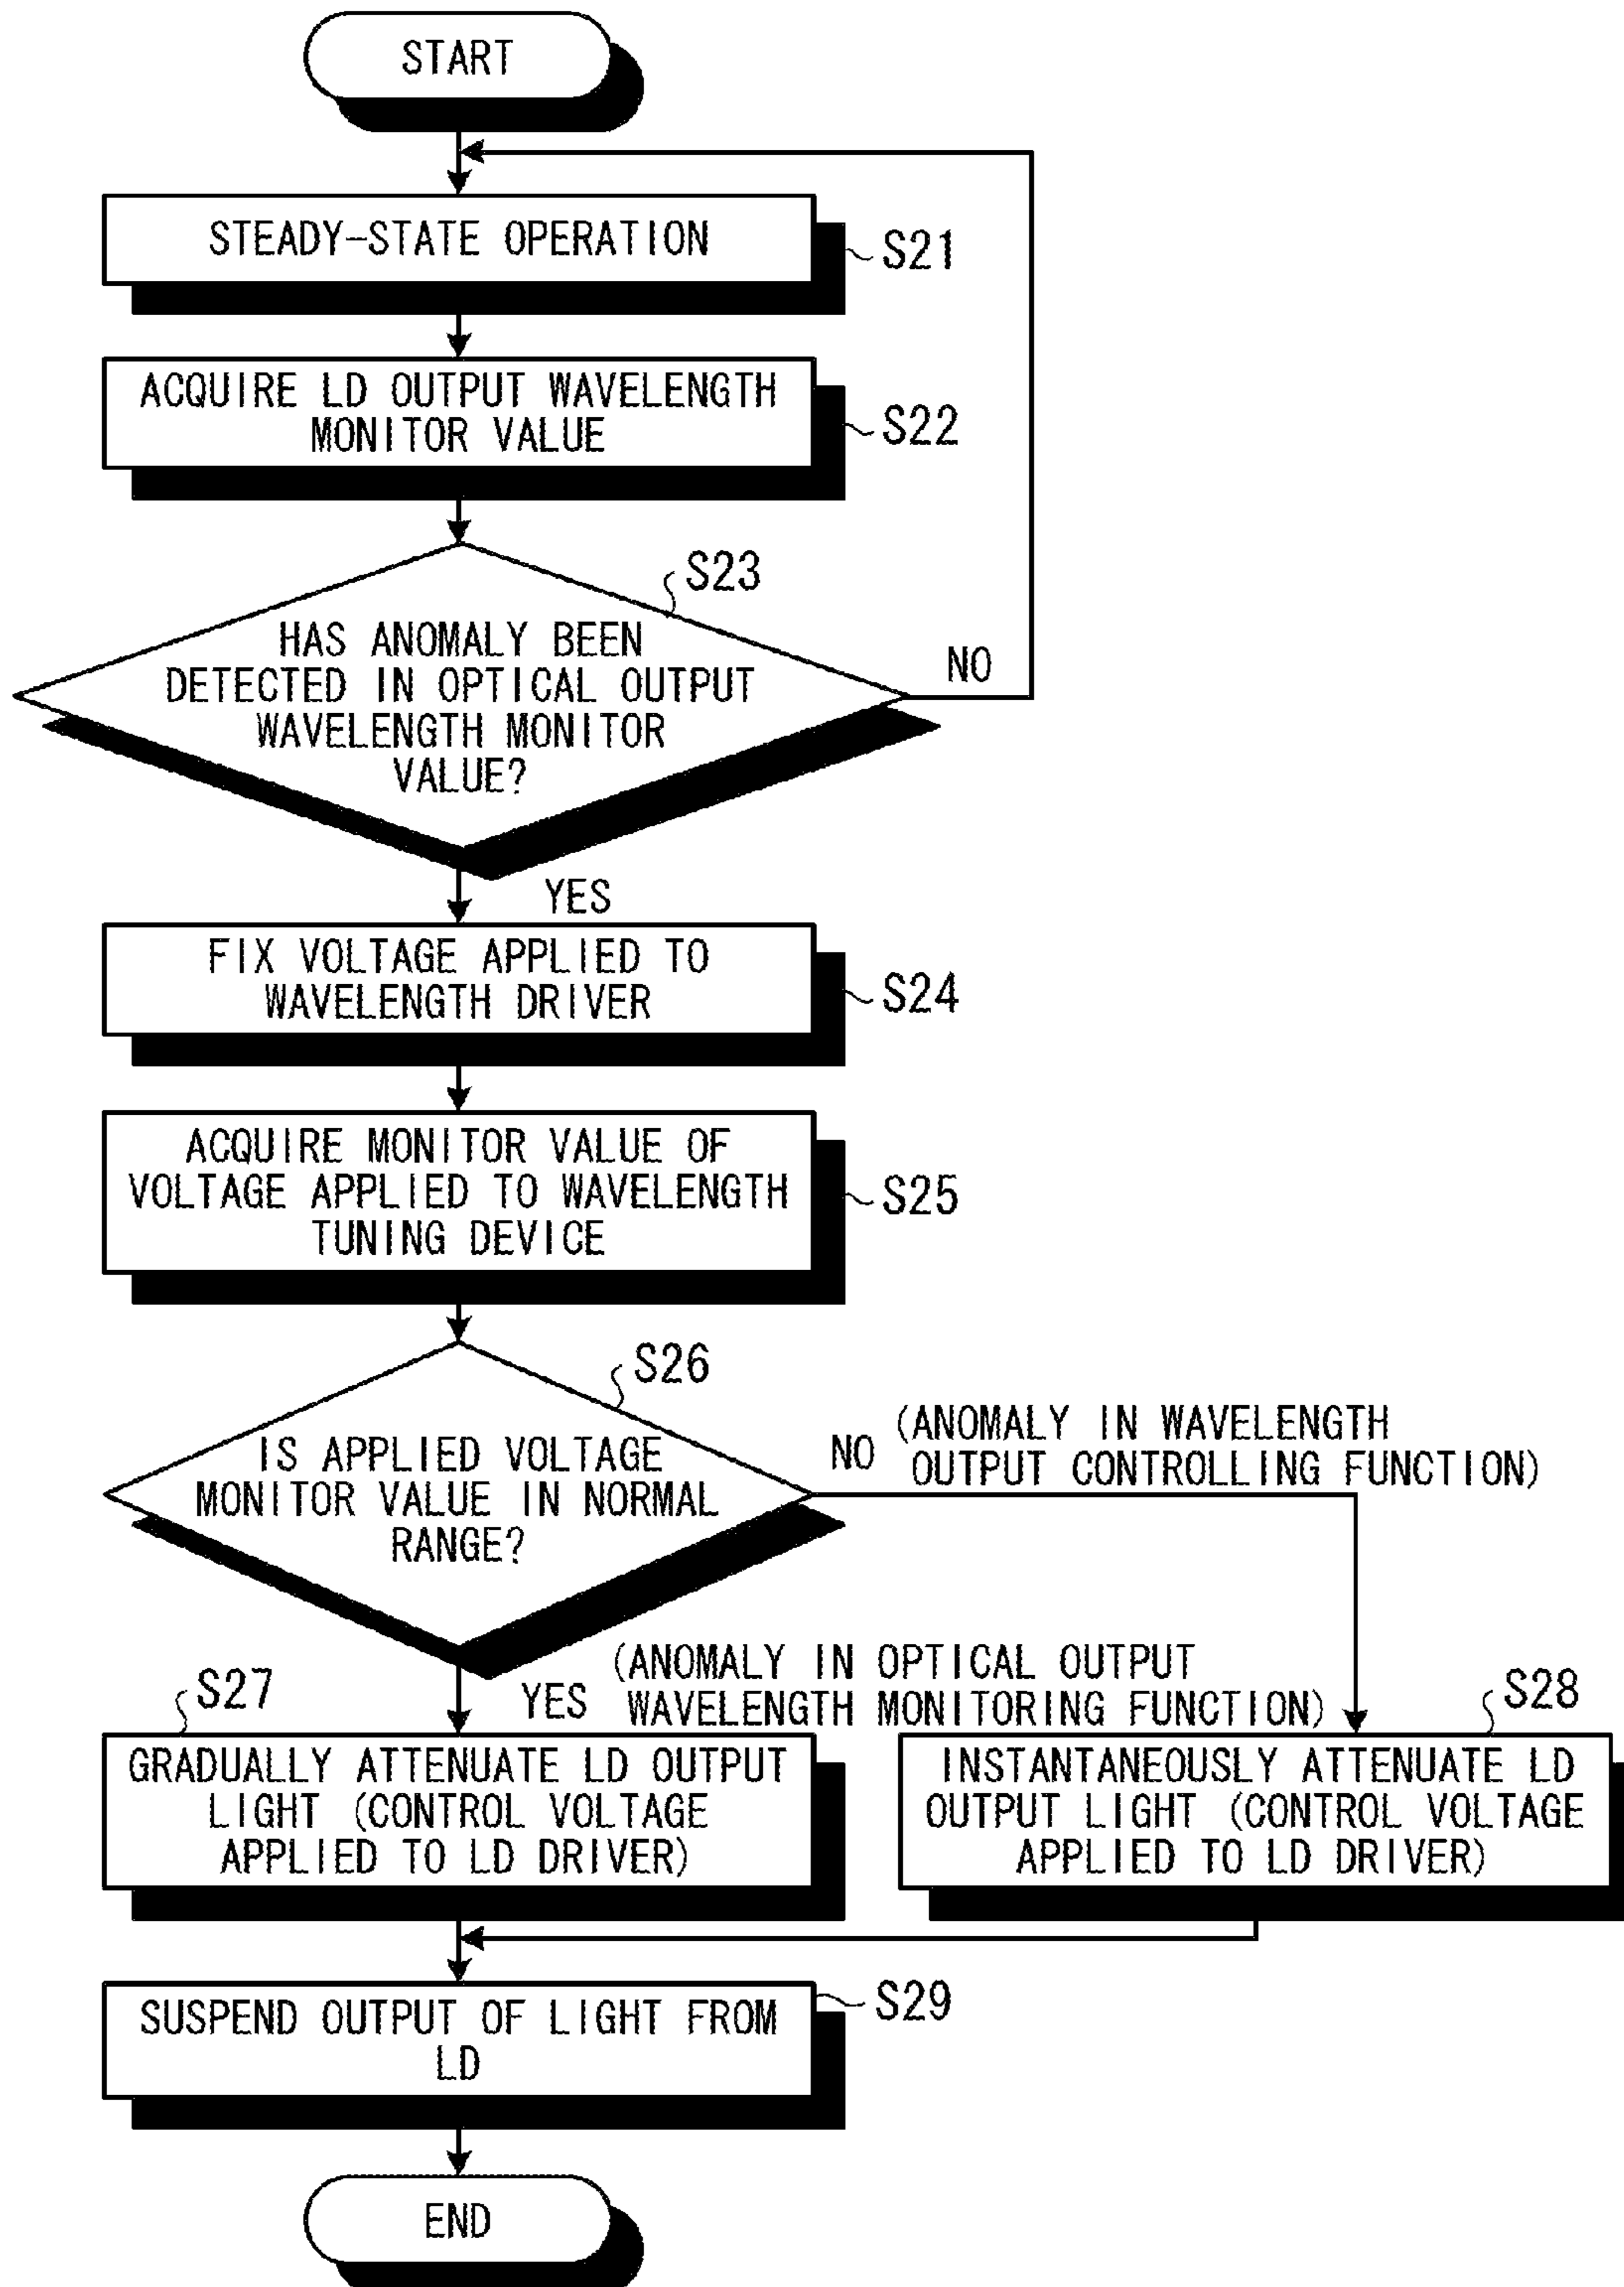 START
STEADY-STATE OPERATION
S21
ACQUIRE LD OUTPUT WAVELENGTH
MONITOR VALUE
S22
S23
HAS ANOMALY BEEN
DETECTED IN OPTICAL OUTPUT
WAVELENGTH MONITOR
VALUE?
NO
YES
FIX VOLTAGE APPLIED TO
WAVELENGTH DRIVER
S24
ACQUIRE MONITOR VALUE OF
VOLTAGE APPLIED TO WAVELENGTH
TUNING DEVICE
S25
S26
IS APPLIED VOLTAGE
MONITOR VALUE IN NORMAL
RANGE?
NO
(ANOMALY IN WAVELENGTH
OUTPUT CONTROLLING FUNCTION)
YES
(ANOMALY IN OPTICAL OUTPUT
WAVELENGTH MONITORING FUNCTION)
S27
GRADUALLY ATTENUATE LD OUTPUT
LIGHT (CONTROL VOLTAGE
APPLIED TO LD DRIVER)
S28
INSTANTANEOUSLY ATTENUATE LD
OUTPUT LIGHT (CONTROL VOLTAGE
APPLIED TO LD DRIVER)
SUSPEND OUTPUT OF LIGHT FROM
LD
S29
END